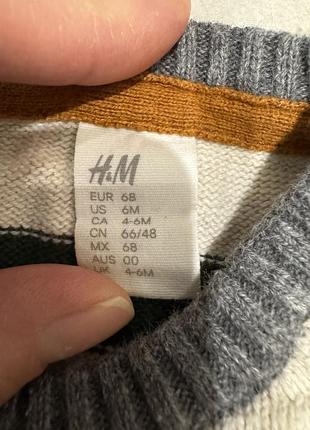 H&M
EUR 68
US 6M
CA 4-6M
CN 66/48
MX 68
AUS 00
UK 4-6M